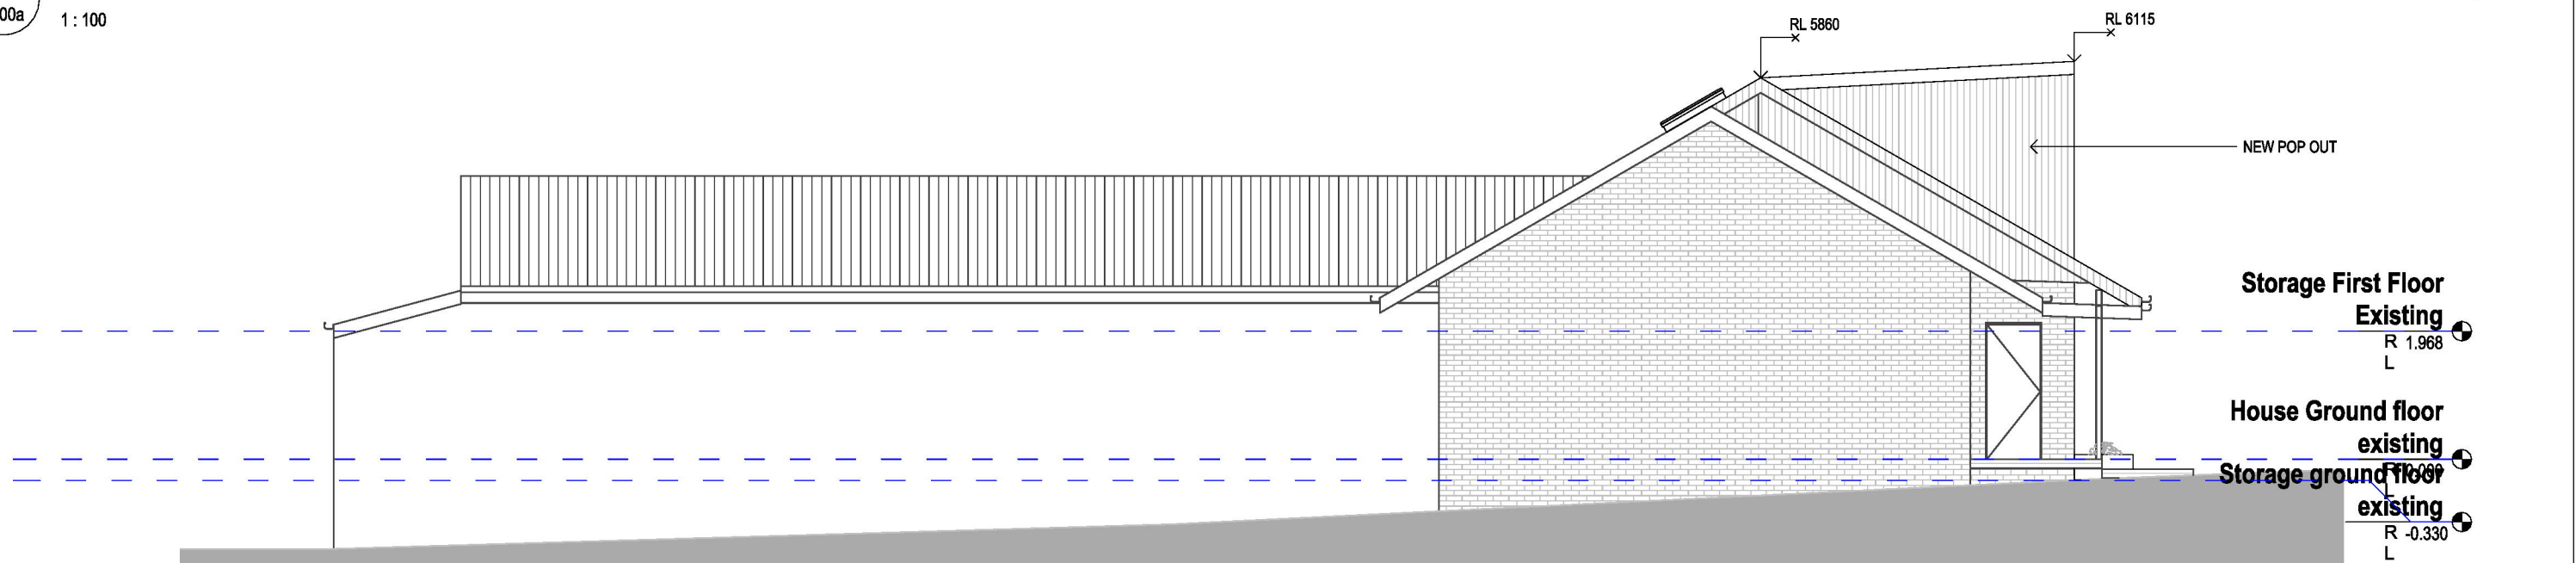 00a
1 : 100
RL 5860
RL 6115
NEW POP OUT
Storage First Floor
Existing
R 1.968
L
House Ground floor
existing
Storage ground floor
existing
R -0.330
L